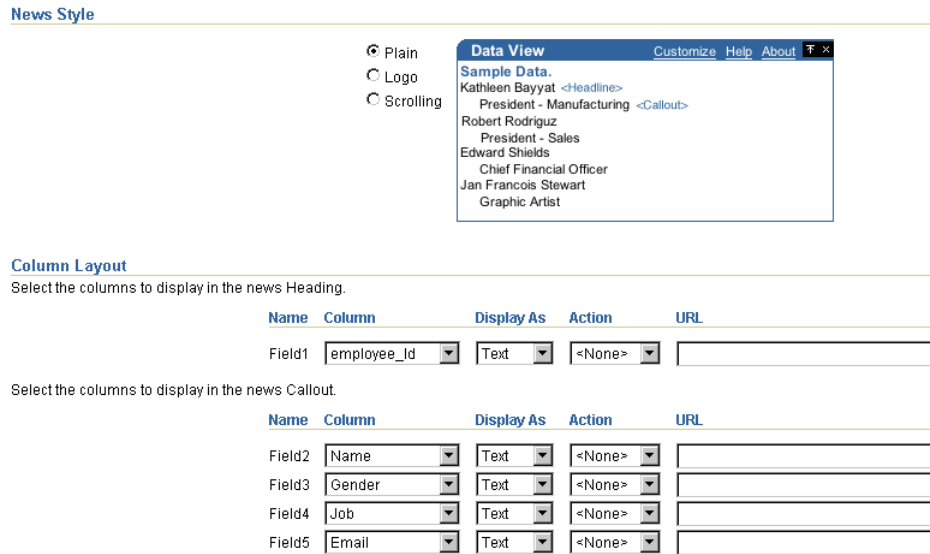 News Style
Plain
Logo
Scrolling
Data View Customize Help About
Sample Data.
Kathleen Bayyat <Headline>
President - Manufacturing <Callout>
Robert Rodriguz
President - Sales
Edward Shields
Chief Financial Officer
Jan Francois Stewart
Graphic Artist
Column Layout
Select the columns to display in the news Heading.
Name Column Display As Action URL
Field1 employee_Id Text <None>
Select the columns to display in the news Callout.
Name Column Display As Action URL
Field2 Name Text <None>
Field3 Gender Text <None>
Field4 Job Text <None>
Field5 Email Text <None>